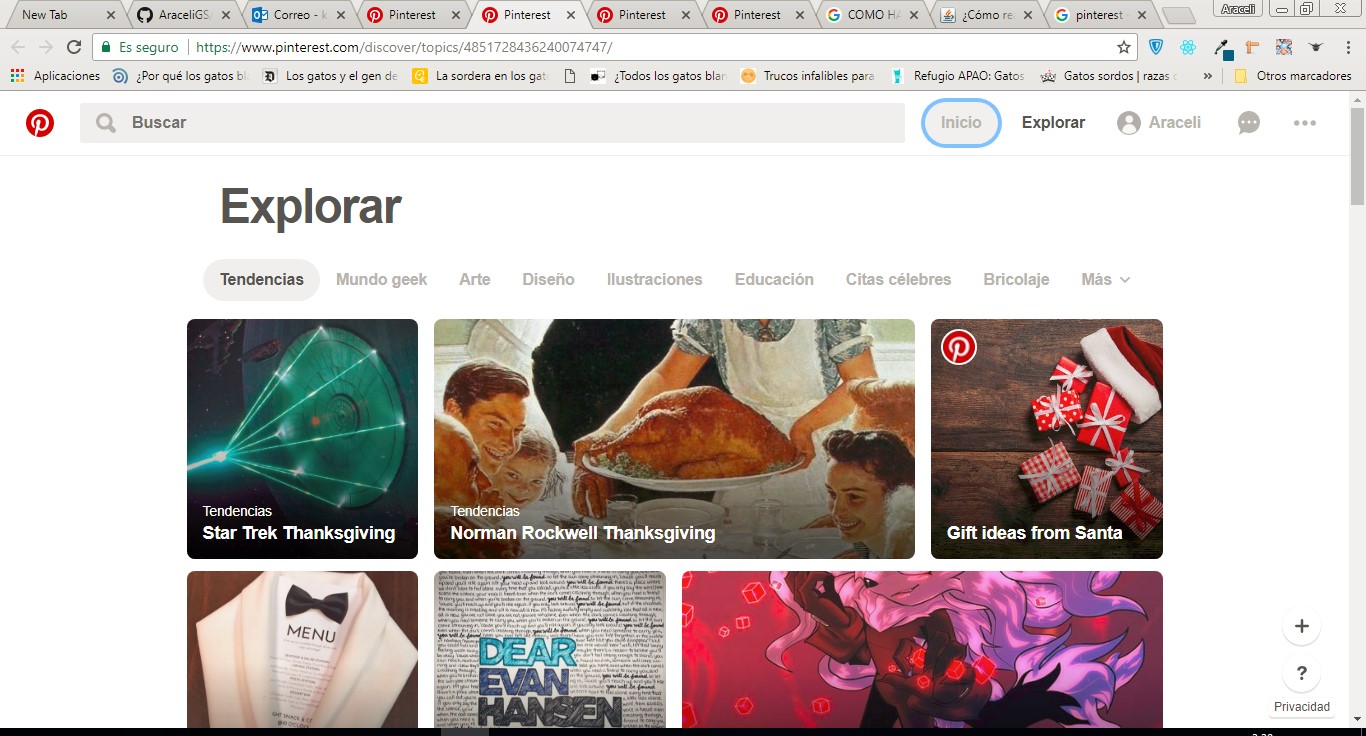 New Tab
AraceliGSA
Correo - k
Pinterest
Pinterest
Pinterest
Pinterest
COMO HA
¿Cómo re
pinterest -
Araceli
Es seguro
https://www.pinterest.com/discover/topics/4851728436240074747/
Aplicaciones
¿Por qué los gatos bl
Los gatos y el gen de
La sordera en los gat
¿Todos los gatos blan
Trucos infalibles para
Refugio APAO: Gatos
Gatos sordos | razas d
»
Otros marcadores
Buscar
Inicio
Explorar
Araceli
Explorar
Tendencias
Mundo geek
Arte
Diseño
Ilustraciones
Educación
Citas célebres
Bricolaje
Más
Tendencias
Star Trek Thanksgiving
Tendencias
Norman Rockwell Thanksgiving
Gift ideas from Santa
MENU
DEAR
EVAN
HANSEN
+
?
Privacidad